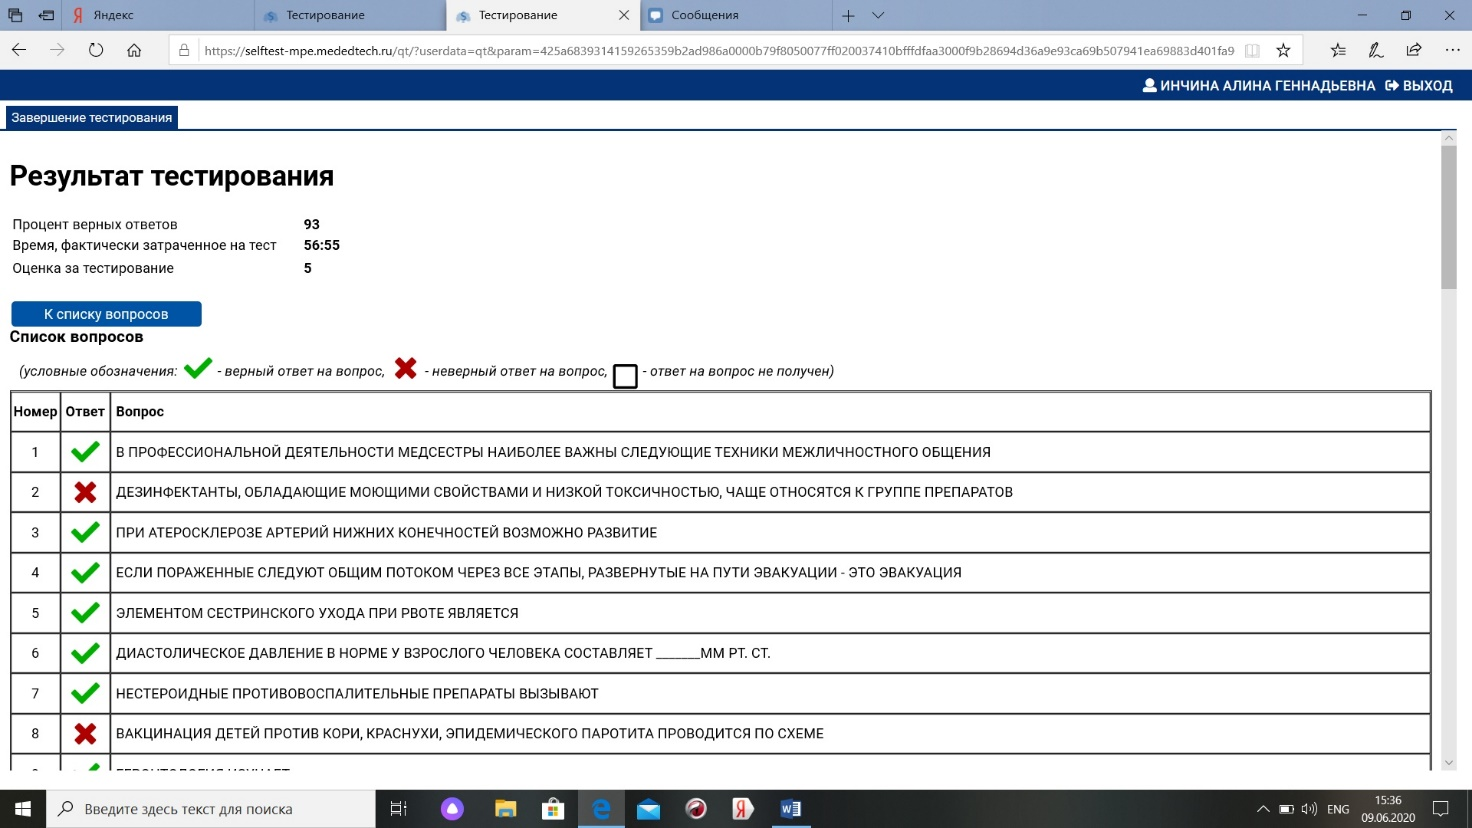 Яндекс
Тестирование
Тестирование
Сообщения
https://selftest-mpe.mededtech.ru/qt/?userdata=qt&param=425a6839314159265359b2ad986a0000b79f8050077ff020037410bfffdfaa3000f9b28694d36a9e93ca69b507941ea69883d401fa9
ИНЧИНА АЛИНА ГЕННАДЬЕВНА ВЫХОД
Завершение тестирования
Результат тестирования
Процент верных ответов 93
Время, фактически затраченное на тест 56:55
Оценка за тестирование 5
К списку вопросов
Список вопросов
(условные обозначения: - верный ответ на вопрос, - неверный ответ на вопрос, - ответ на вопрос не получен)
Номер Ответ Вопрос
1 В ПРОФЕССИОНАЛЬНОЙ ДЕЯТЕЛЬНОСТИ МЕДСЕСТРЫ НАИБОЛЕЕ ВАЖНЫ СЛЕДУЮЩИЕ ТЕХНИКИ МЕЖЛИЧНОСТНОГО ОБЩЕНИЯ
2 ДЕЗИНФЕКТАНТЫ, ОБЛАДАЮЩИЕ МОЮЩИМИ СВОЙСТВАМИ И НИЗКОЙ ТОКСИЧНОСТЬЮ, ЧАЩЕ ОТНОСЯТСЯ К ГРУППЕ ПРЕПАРАТОВ
3 ПРИ АТЕРОСКЛЕРОЗЕ АРТЕРИЙ НИЖНИХ КОНЕЧНОСТЕЙ ВОЗМОЖНО РАЗВИТИЕ
4 ЕСЛИ ПОРАЖЕННЫЕ СЛЕДУЮТ ОБЩИМ ПОТОКОМ ЧЕРЕЗ ВСЕ ЭТАПЫ, РАЗВЕРНУТЫЕ НА ПУТИ ЭВАКУАЦИИ - ЭТО ЭВАКУАЦИЯ
5 ЭЛЕМЕНТОМ СЕСТРИНСКОГО УХОДА ПРИ РВОТЕ ЯВЛЯЕТСЯ
6 ДИАСТОЛИЧЕСКОЕ ДАВЛЕНИЕ В НОРМЕ У ВЗРОСЛОГО ЧЕЛОВЕКА СОСТАВЛЯЕТ _______ММ РТ. СТ.
7 НЕСТЕРОИДНЫЕ ПРОТИВОВОСПАЛИТЕЛЬНЫЕ ПРЕПАРАТЫ ВЫЗЫВАЮТ
8 ВАКЦИНАЦИЯ ДЕТЕЙ ПРОТИВ КОРИ, КРАСНУХИ, ЭПИДЕМИЧЕСКОГО ПАРОТИТА ПРОВОДИТСЯ ПО СХЕМЕ
Введите здесь текст для поиска
ENG
15:36
09.06.2020